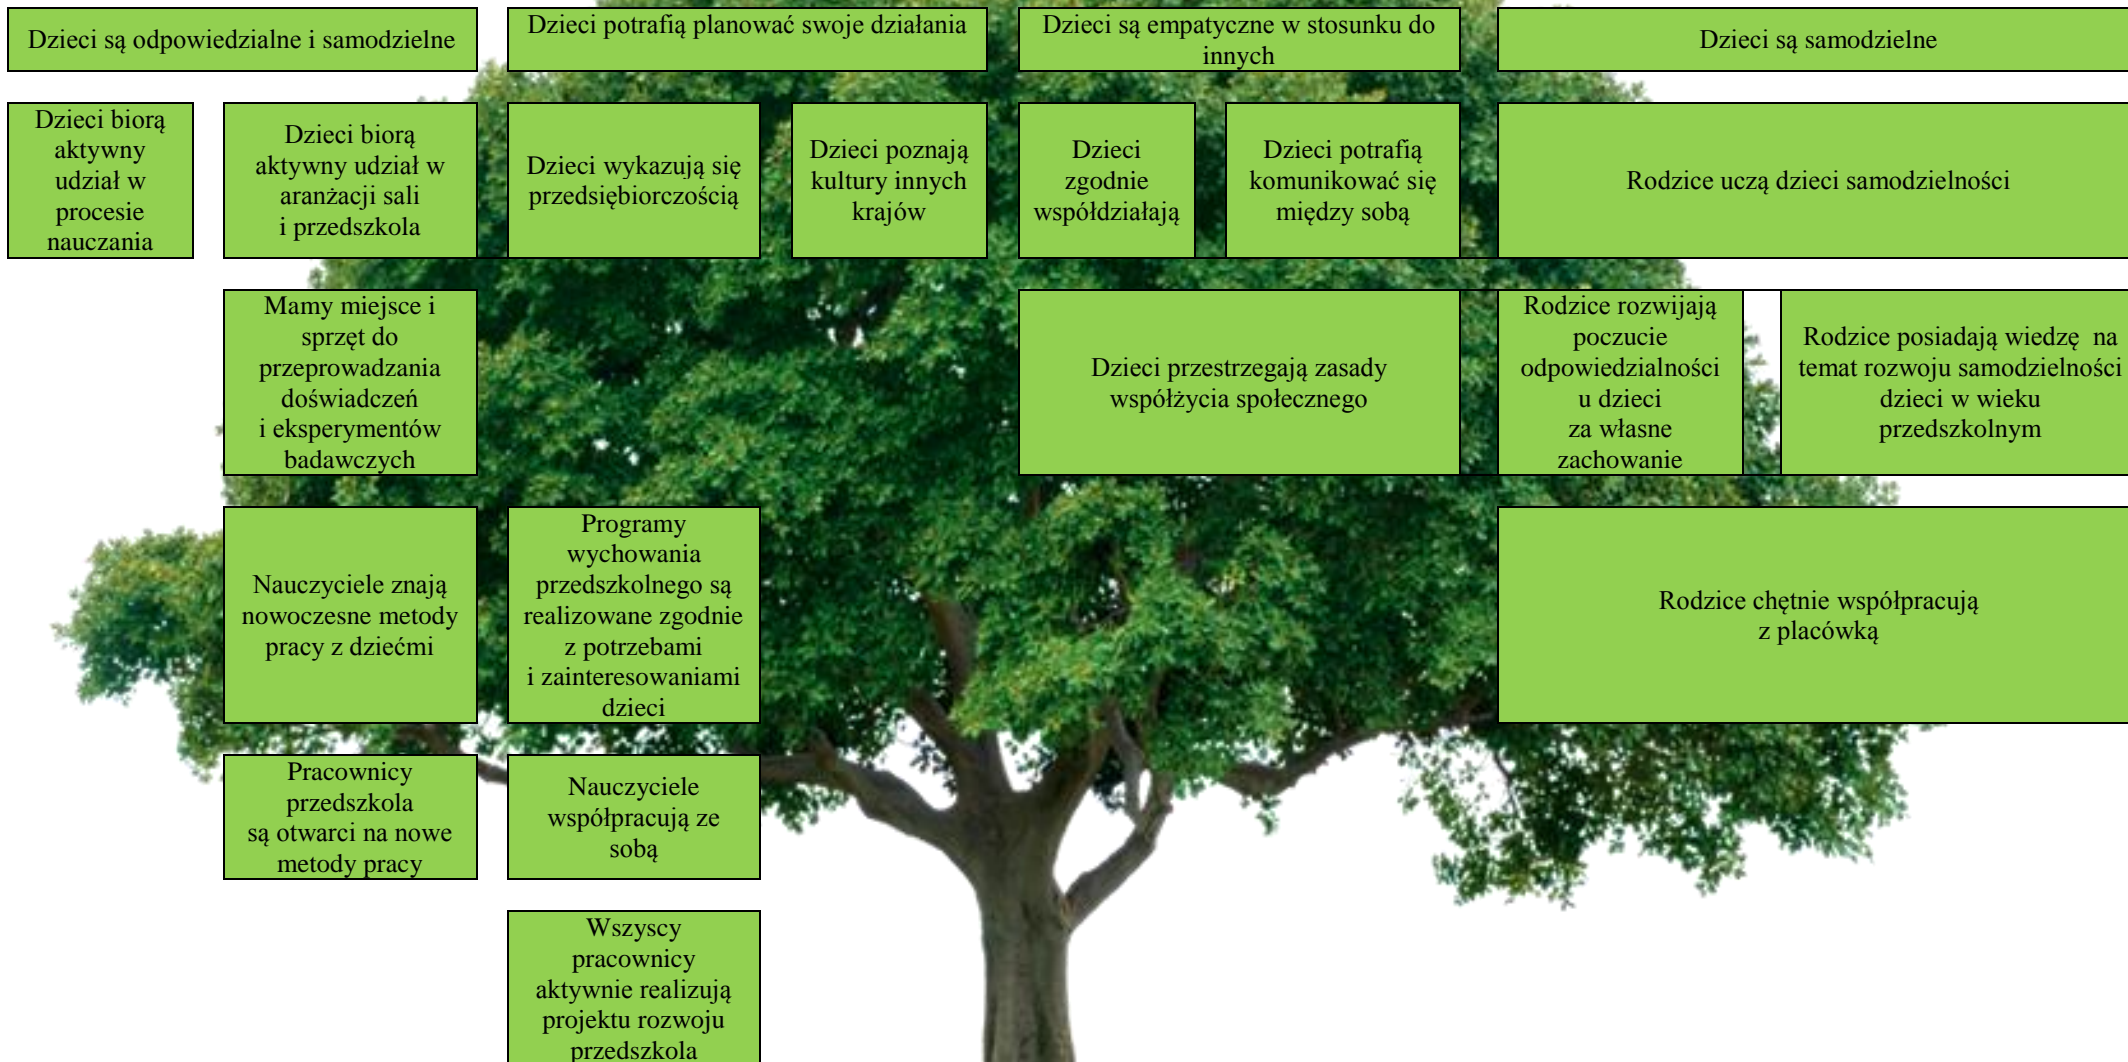 Dzieci są odpowiedzialne i samodzielne
Dzieci potrafią planować swoje działania
Dzieci są empatyczne w stosunku do
innych
Dzieci są samodzielne
Dzieci biorą
aktywny
udział w
procesie
nauczania
Dzieci biorą
aktywny udział w
aranżacji sali
i przedszkola
Dzieci wykazują się
przedsiębiorczością
Dzieci poznają
kultury innych
krajów
Dzieci
zgodnie
współdziałają
Dzieci potrafią
komunikować się
między sobą
Rodzice uczą dzieci samodzielności
Mamy miejsce i
sprzęt do
przeprowadzania
doświadczeń
i eksperymentów
badawczych
Dzieci przestrzegają zasady
współżycia społecznego
Rodzice rozwijają
poczucie
odpowiedzialności
u dzieci
za własne
zachowanie
Rodzice posiadają wiedzę na
temat rozwoju samodzielności
dzieci w wieku
przedszkolnym
Nauczyciele znają
nowoczesne metody
pracy z dziećmi
Programy
wychowania
przedszkolnego są
realizowane zgodnie
z potrzebami
i zainteresowaniami
dzieci
Rodzice chętnie współpracują
z placówką
Pracownicy
przedszkola
są otwarci na nowe
metody pracy
Nauczyciele
współpracują ze
sobą
Wszyscy
pracownicy
aktywnie realizują
projektu rozwoju
przedszkola